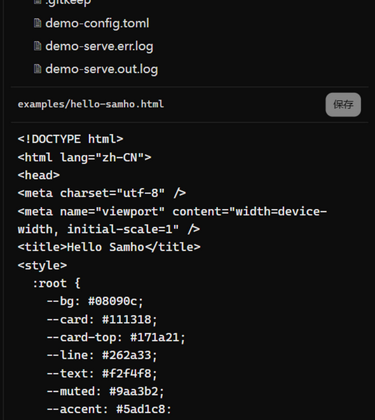 .gitkeep
demo-config.toml
demo-serve.err.log
demo-serve.out.log
examples/hello-samho.html
保存
<!DOCTYPE html>
<html lang="zh-CN">
<head>
<meta charset="utf-8" />
<meta name="viewport" content="width=device-
width, initial-scale=1" />
<title>Hello Samho</title>
<style>
:root {
--bg: #08090c;
--card: #111318;
--card-top: #171a21;
--line: #262a33;
--text: #f2f4f8;
--muted: #9aa3b2;
--accent: #5ad1c8;